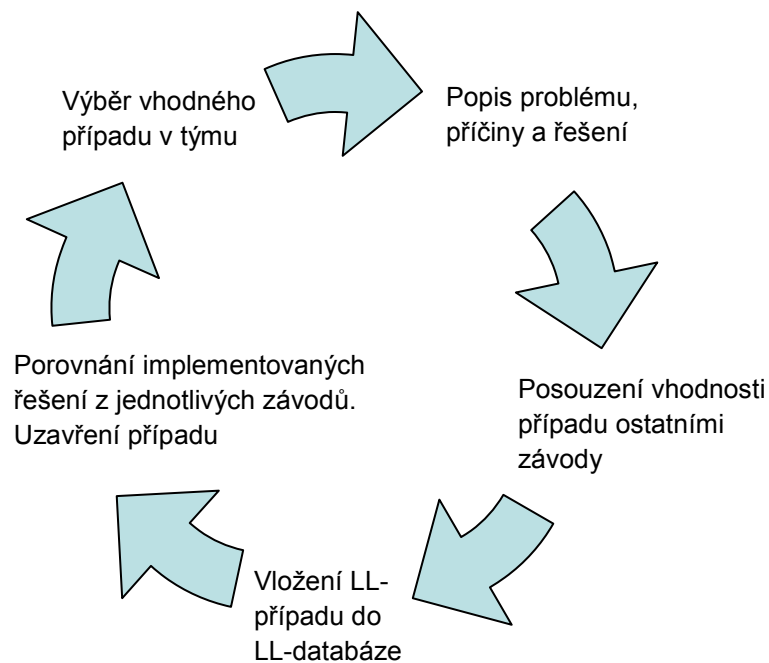 Výběr vhodného
případu v týmu
Popis problému,
příčiny a řešení
Posouzení vhodnosti
případu ostatními
závody
Vložení LL-
případu do
LL-databáze
Porovnání implementovaných
řešení z jednotlivých závodů.
Uzavření případu